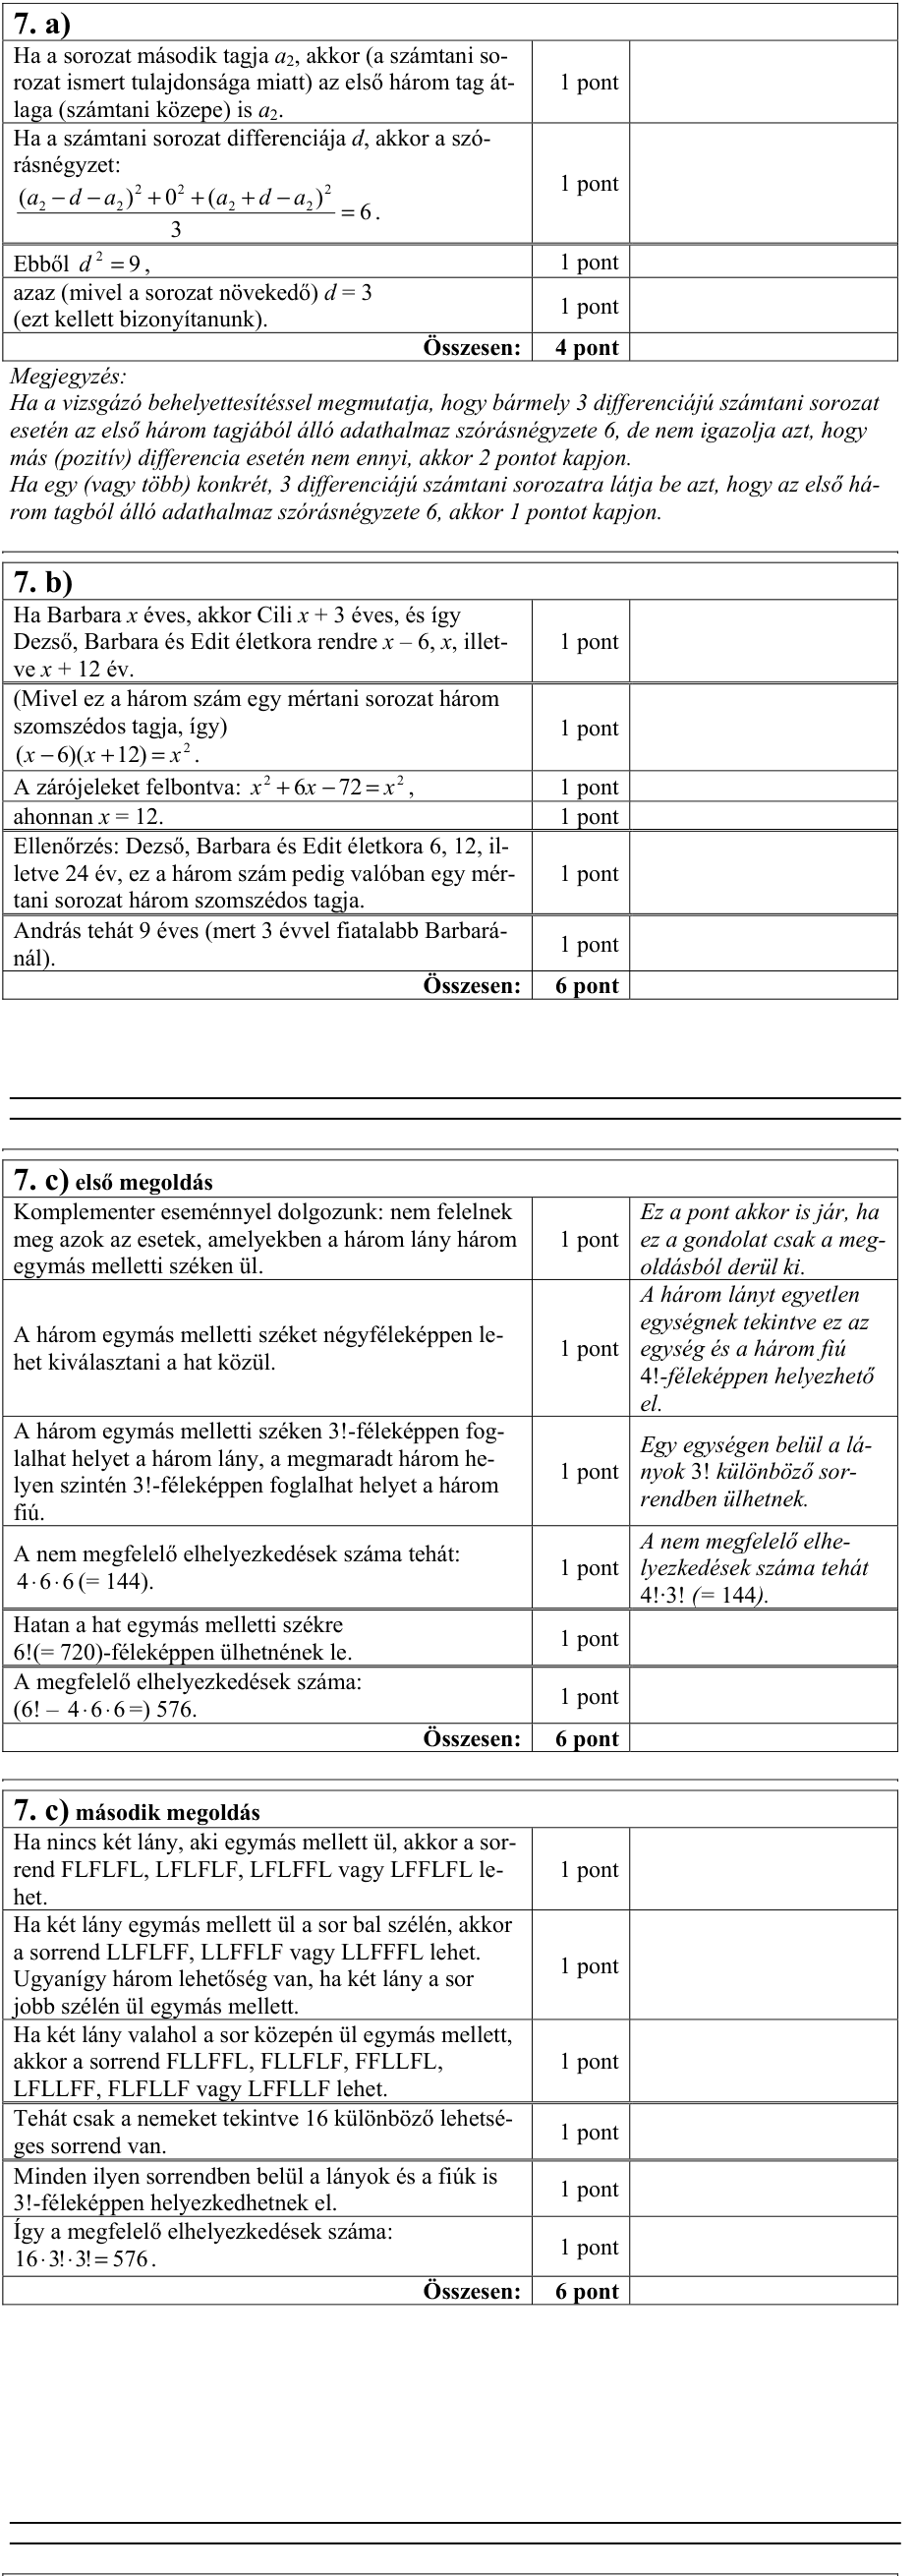 7. a)
Ha a sorozat második tagja a₂, akkor (a számtani so-
rozat ismert tulajdonsága miatt) az első három tag át-
laga (számtani közepe) is a₂.
1 pont
Ha a számtani sorozat differenciája d, akkor a szó-
rásnégyzet:
((a₂ – d – a₂)² + 0² + (a₂ + d – a₂)²)/3 = 6.
1 pont
Ebből d² = 9,
1 pont
azaz (mivel a sorozat növekedő) d = 3
(ezt kellett bizonyítanunk).
1 pont
Összesen: 4 pont
Megjegyzés:
Ha a vizsgázó behelyettesítéssel megmutatja, hogy bármely 3 differenciájú számtani sorozat
esetén az első három tagjából álló adathalmaz szórásnégyzete 6, de nem igazolja azt, hogy
más (pozitív) differencia esetén nem ennyi, akkor 2 pontot kapjon.
Ha egy (vagy több) konkrét, 3 differenciájú számtani sorozatra látja be azt, hogy az első há-
rom tagból álló adathalmaz szórásnégyzete 6, akkor 1 pontot kapjon.
7. b)
Ha Barbara x éves, akkor Cili x + 3 éves, és így
Dezső, Barbara és Edit életkora rendre x – 6, x, illet-
ve x + 12 év.
1 pont
(Mivel ez a három szám egy mértani sorozat három
szomszédos tagja, így)
(x – 6)(x + 12) = x².
1 pont
A zárójeleket felbontva: x² + 6x – 72 = x²,
1 pont
ahonnan x = 12.
1 pont
Ellenőrzés: Dezső, Barbara és Edit életkora 6, 12, il-
letve 24 év, ez a három szám pedig valóban egy mér-
tani sorozat három szomszédos tagja.
1 pont
András tehát 9 éves (mert 3 évvel fiatalabb Barbará-
nál).
1 pont
Összesen: 6 pont
7. c) első megoldás
Komplementer eseménnyel dolgozunk: nem felelnek
meg azok az esetek, amelyekben a három lány három
egymás melletti széken ül.
1 pont
Ez a pont akkor is jár, ha
ez a gondolat csak a meg-
oldásból derül ki.
A három egymás melletti széket négyféleképpen le-
het kiválasztani a hat közül.
1 pont
A három lányt egyetlen
egységnek tekintve ez az
egység és a három fiú
4!-féleképpen helyezhető
el.
A három egymás melletti széken 3!-féleképpen fog-
lalhat helyet a három lány, a megmaradt három he-
lyen szintén 3!-féleképpen foglalhat helyet a három
fiú.
1 pont
Egy egységen belül a lá-
nyok 3! különböző sor-
rendben ülhetnek.
A nem megfelelő elhelyezkedések száma tehát:
4·6·6 (= 144).
1 pont
A nem megfelelő elhe-
lyezkedések száma tehát
4!·3! (= 144).
Hatan a hat egymás melletti székre
6!(= 720)-féleképpen ülhetnének le.
1 pont
A megfelelő elhelyezkedések száma:
(6! – 4·6·6 =) 576.
1 pont
Összesen: 6 pont
7. c) második megoldás
Ha nincs két lány, aki egymás mellett ül, akkor a sor-
rend FLFLFL, LFLFLF, LFLFFL vagy LFFLFL le-
het.
1 pont
Ha két lány egymás mellett ül a sor bal szélén, akkor
a sorrend LLFLFF, LLFFLF vagy LLFFFL lehet.
Ugyanígy három lehetőség van, ha két lány a sor
jobb szélén ül egymás mellett.
1 pont
Ha két lány valahol a sor közepén ül egymás mellett,
akkor a sorrend FLLFFL, FLLFLF, FFLLFL,
LFLLFF, FLFLLF vagy LFFLLF lehet.
1 pont
Tehát csak a nemeket tekintve 16 különböző lehetsé-
ges sorrend van.
1 pont
Minden ilyen sorrendben belül a lányok és a fiúk is
3!-féleképpen helyezkedhetnek el.
1 pont
Így a megfelelő elhelyezkedések száma:
16·3!·3! = 576.
1 pont
Összesen: 6 pont